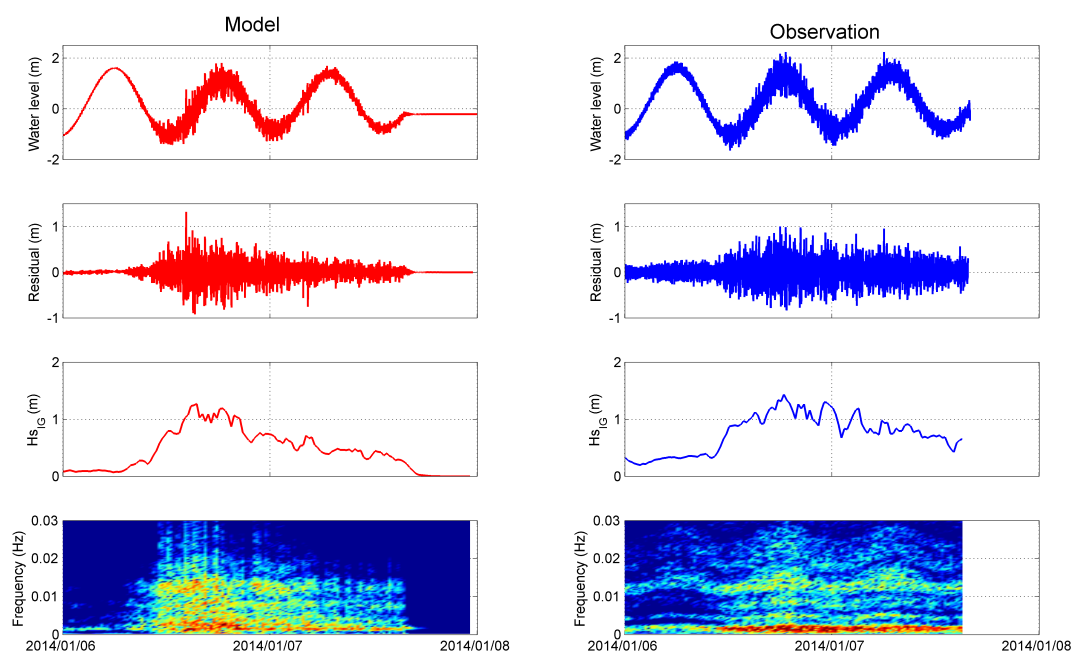 Model
Observation
Water level (m)
2
0
-2
Water level (m)
2
0
-2
Residual (m)
1
0
-1
Residual (m)
1
0
-1
Hs_IG (m)
2
1
0
Hs_IG (m)
2
1
0
Frequency (Hz)
0.03
0.02
0.01
0
Frequency (Hz)
0.03
0.02
0.01
0
2014/01/06 2014/01/07 2014/01/08
2014/01/06 2014/01/07 2014/01/08